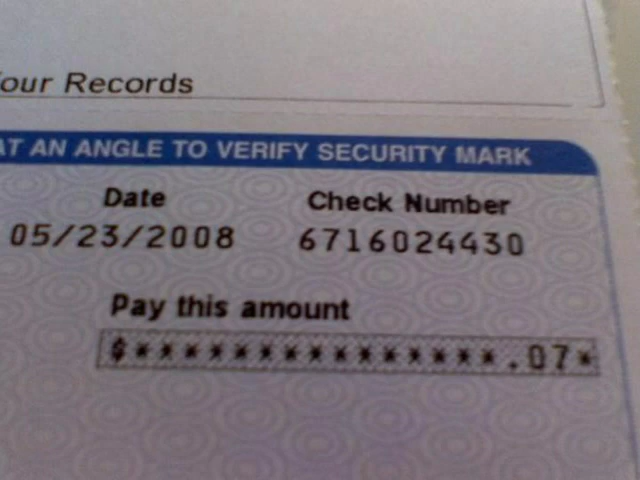 Your Records
AT AN ANGLE TO VERIFY SECURITY MARK
Date Check Number
05/23/2008 6716024430
Pay this amount
$****************.07*